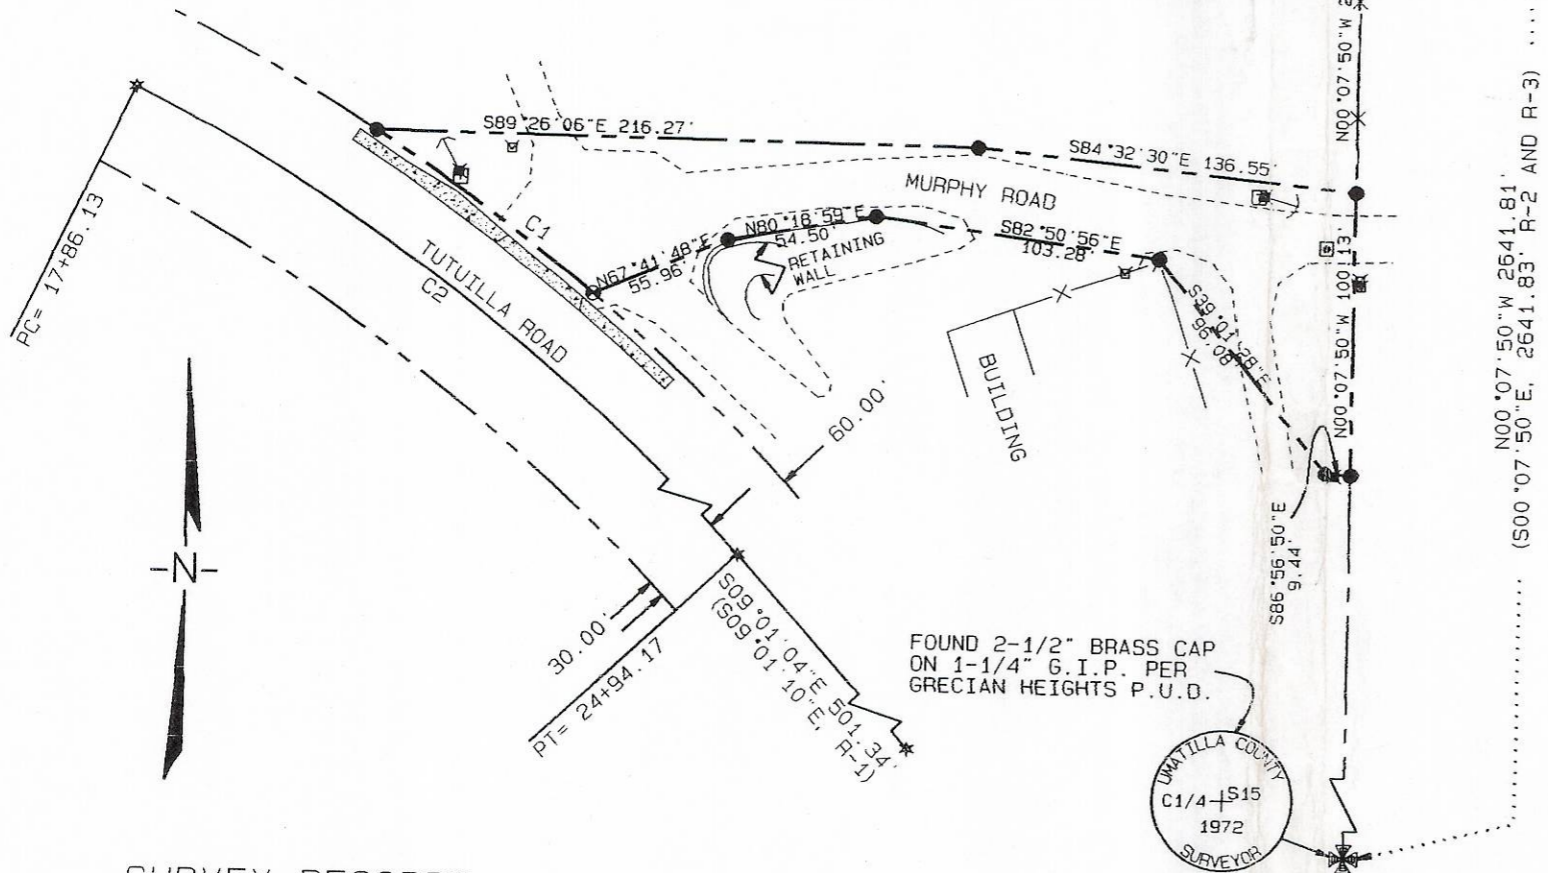 S89°26'06"E 216.27'
S84°32'30"E 136.55'
MURPHY ROAD
C1
N67°41'48"E
55.96'
N80°18'59"E
54.50'
RETAINING
WALL
S82°50'56"E
103.28'
S39°01'28"E
96.08'
N00°07'50"W 100.13'
N00°07'50"W
N00°07'50"W 2641.81'
(S00°07'50"E, 2641.83' R-2 AND R-3)
PC= 17+86.13
TUTUILLA ROAD
C2
BUILDING
60.00'
-N-
30.00'
PT= 24+94.17
S09°01'04"E 501.34'
(S09°01'10"E, R-1)
S86°56'50"E
9.44'
FOUND 2-1/2" BRASS CAP
ON 1-1/4" G.I.P. PER
GRECIAN HEIGHTS P.U.D.
UMATILLA COUNTY
C1/4 S15
1972
SURVEYOR